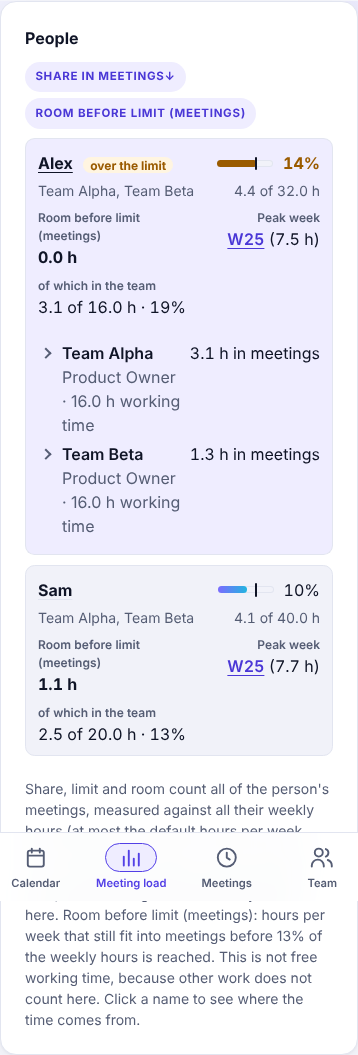 People
SHARE IN MEETINGS↓
ROOM BEFORE LIMIT (MEETINGS)
Alex over the limit 14%
Team Alpha, Team Beta 4.4 of 32.0 h
Room before limit (meetings) Peak week
0.0 h W25 (7.5 h)
of which in the team
3.1 of 16.0 h · 19%
Team Alpha 3.1 h in meetings
Product Owner
· 16.0 h working
time
Team Beta 1.3 h in meetings
Product Owner
· 16.0 h working
time
Sam 10%
Team Alpha, Team Beta 4.1 of 40.0 h
Room before limit (meetings) Peak week
1.1 h W25 (7.7 h)
of which in the team
2.5 of 20.0 h · 13%
Share, limit and room count all of the person's
meetings, measured against all their weekly
hours (at most the default hours per week
Calendar Meeting load Meetings Team
here. Room before limit (meetings): hours per
week that still fit into meetings before 13% of
the weekly hours is reached. This is not free
working time, because other work does not
count here. Click a name to see where the
time comes from.